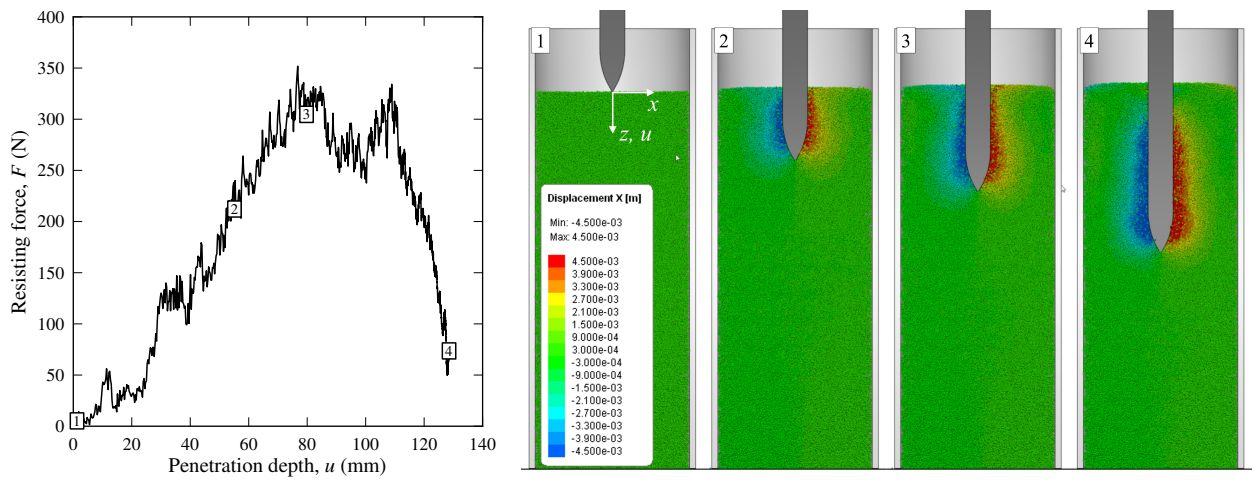 400
350
300
250
200
150
100
50
0
Resisting force, F (N)
1
2
3
4
0 20 40 60 80 100 120 140
Penetration depth, u (mm)
1
x
z, u
Displacement X [m]
Min: -4.500e-03
Max: 4.500e-03
4.500e-03
3.900e-03
3.300e-03
2.700e-03
2.100e-03
1.500e-03
9.000e-04
3.000e-04
-3.000e-04
-9.000e-04
-1.500e-03
-2.100e-03
-2.700e-03
-3.300e-03
-3.900e-03
-4.500e-03
2
3
4